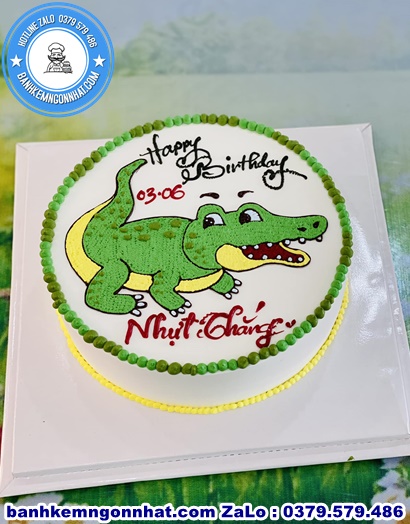 HOTLINE ZALO 0379 579 486
BANHKEMNGONNHAT.COM
Happy
Birthday
03.06
Nhựt Thắng
banhkemngonnhat.com ZaLo : 0379.579.486